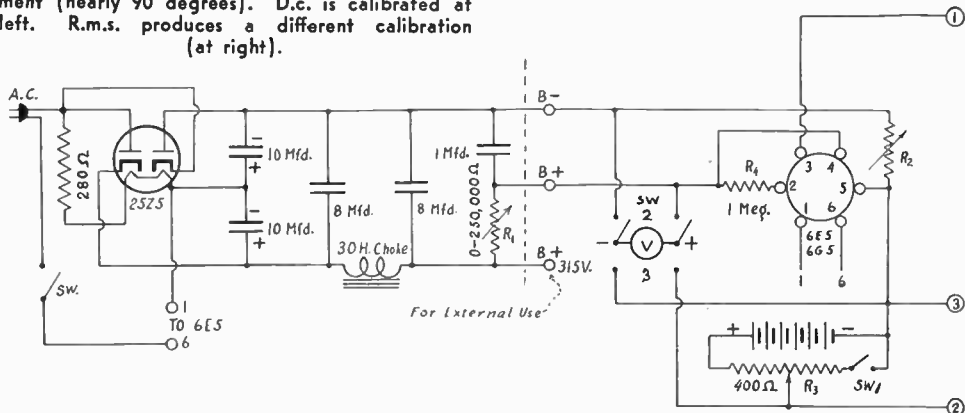 ment (nearly 90 degrees). D.c. is calibrated at
left. R.m.s. produces a different calibration
(at right).
A.C.
280Ω
25Z5
SW.
1
TO 6E5
6
10 Mfd.
10 Mfd.
8 Mfd.
30 H. Choke
8 Mfd.
1 Mfd.
0-250,000Ω
R1
B-
B+
B+
315V.
For External Use
SW
2
- V +
3
R4
1 Meg.
3 4
2 5
1 6
6E5
6G5
1 6
R2
1
3
+ -
400Ω R3 SW1
2